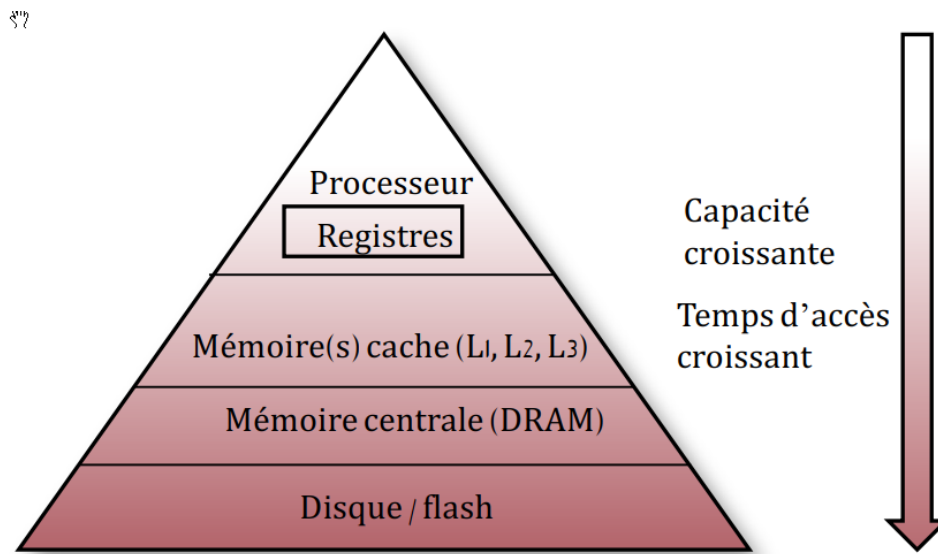 Processeur
Registres
Mémoire(s) cache (L1, L2, L3)
Mémoire centrale (DRAM)
Disque / flash
Capacité
croissante
Temps d'accès
croissant